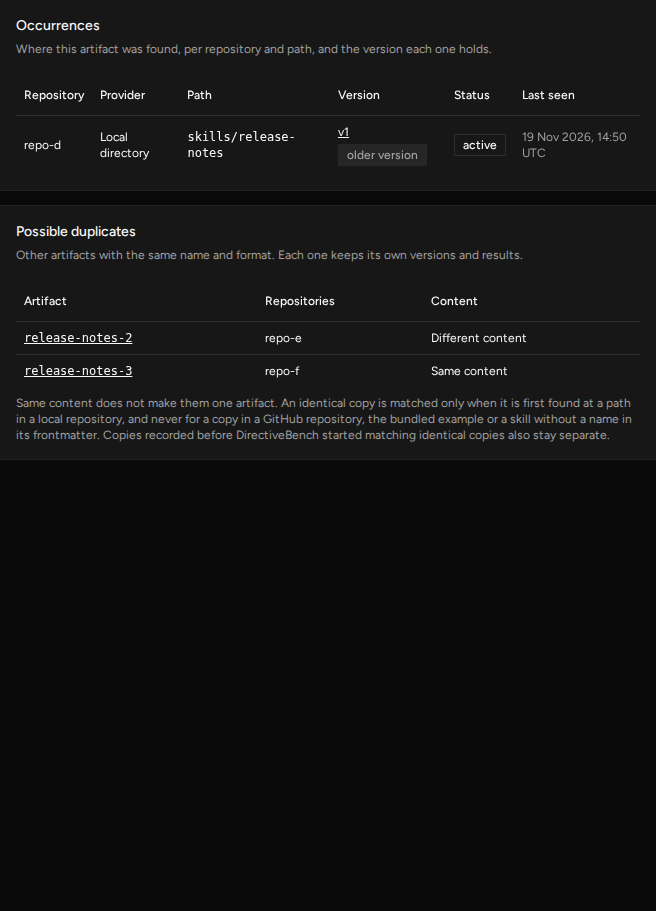 Occurrences
Where this artifact was found, per repository and path, and the version each one holds.
Repository Provider Path Version Status Last seen
repo-d Local directory skills/release-notes v1 older version active 19 Nov 2026, 14:50 UTC
Possible duplicates
Other artifacts with the same name and format. Each one keeps its own versions and results.
Artifact Repositories Content
release-notes-2 repo-e Different content
release-notes-3 repo-f Same content
Same content does not make them one artifact. An identical copy is matched only when it is first found at a path
in a local repository, and never for a copy in a GitHub repository, the bundled example or a skill without a name in
its frontmatter. Copies recorded before DirectiveBench started matching identical copies also stay separate.